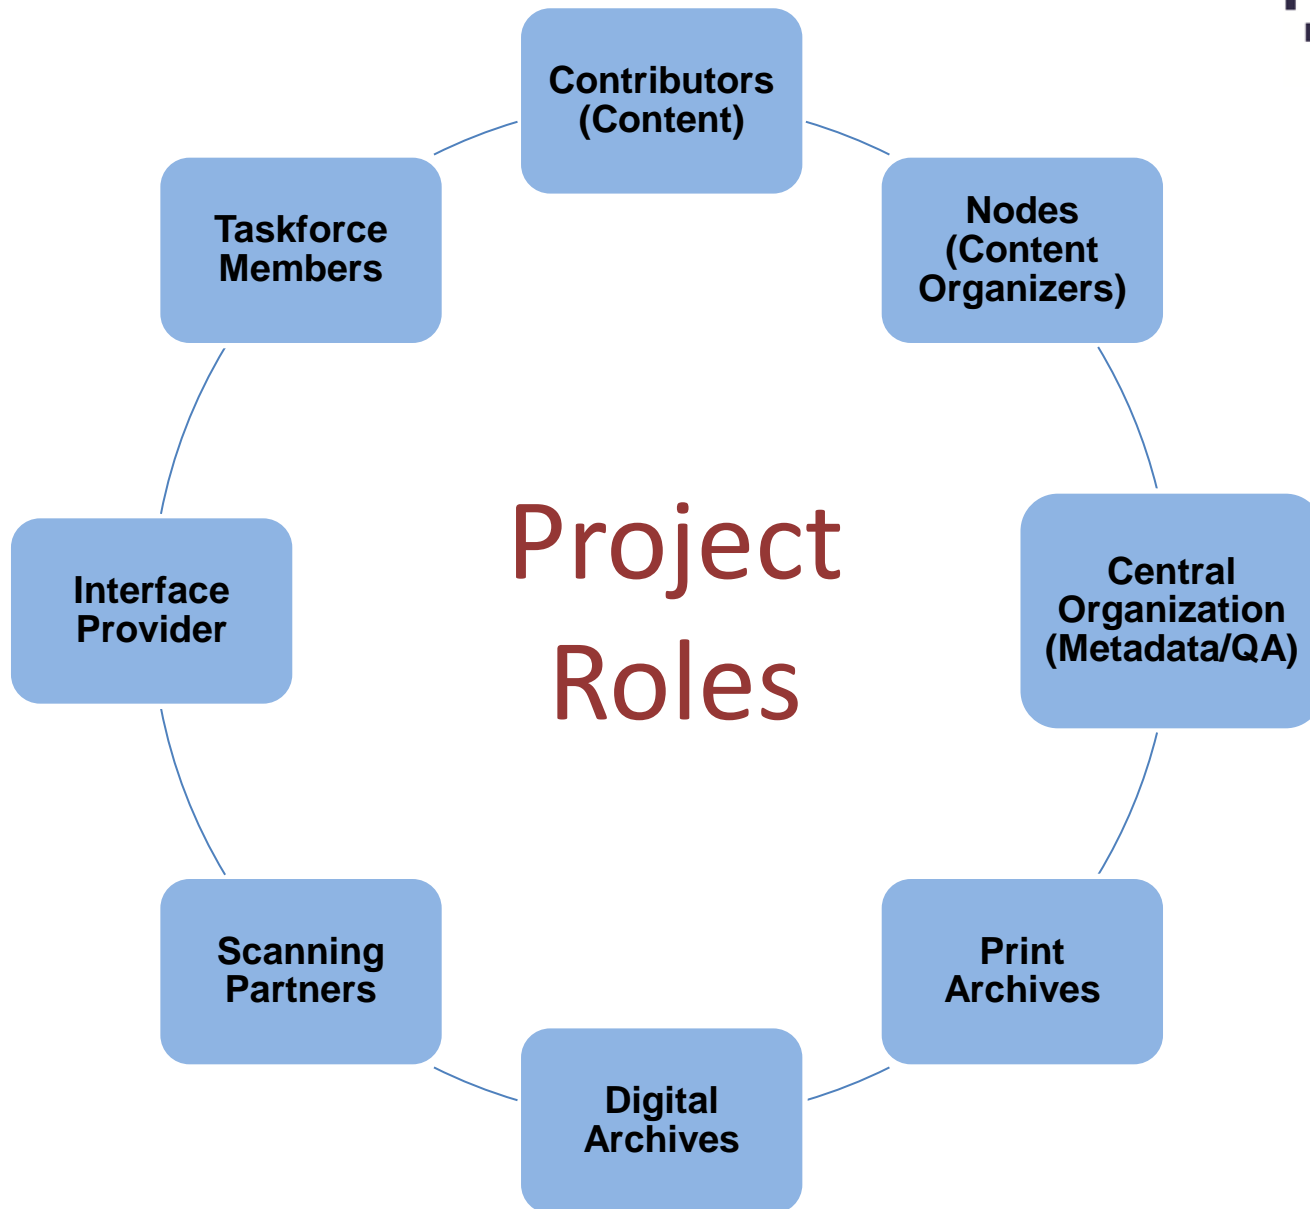 Contributors
(Content)
Nodes
(Content
Organizers)
Central
Organization
(Metadata/QA)
Print
Archives
Digital
Archives
Scanning
Partners
Interface
Provider
Taskforce
Members
Project
Roles